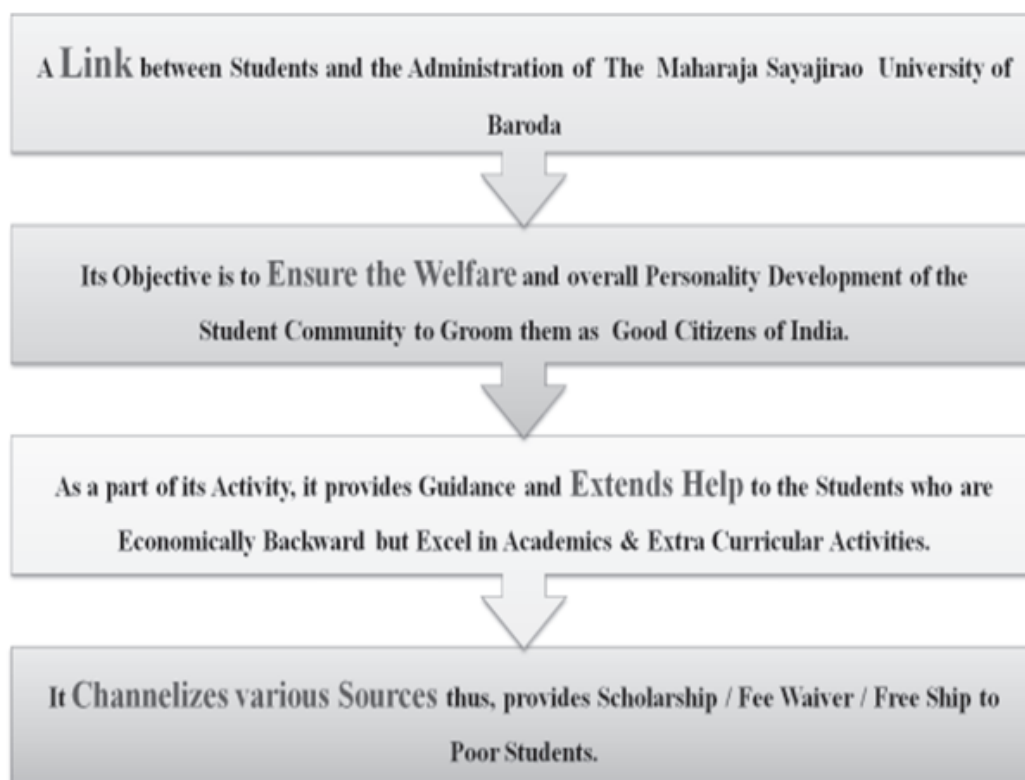 A Link between Students and the Administration of The Maharaja Sayajirao University of
Baroda
Its Objective is to Ensure the Welfare and overall Personality Development of the
Student Community to Groom them as Good Citizens of India.
As a part of its Activity, it provides Guidance and Extends Help to the Students who are
Economically Backward but Excel in Academics & Extra Curricular Activities.
It Channelizes various Sources thus, provides Scholarship / Fee Waiver / Free Ship to
Poor Students.